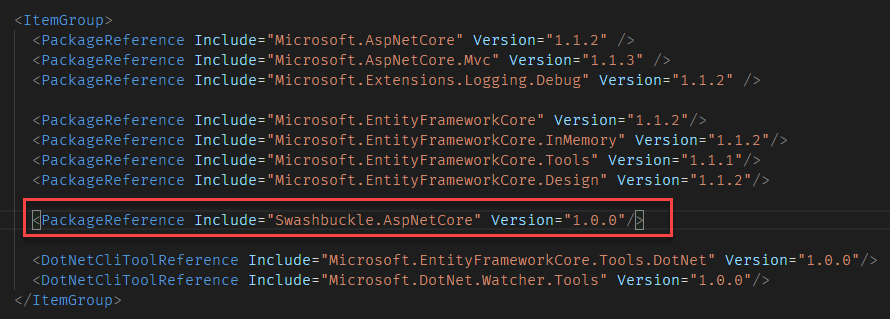 <ItemGroup>
<PackageReference Include="Microsoft.AspNetCore" Version="1.1.2" />
<PackageReference Include="Microsoft.AspNetCore.Mvc" Version="1.1.3" />
<PackageReference Include="Microsoft.Extensions.Logging.Debug" Version="1.1.2" />
<PackageReference Include="Microsoft.EntityFrameworkCore" Version="1.1.2"/>
<PackageReference Include="Microsoft.EntityFrameworkCore.InMemory" Version="1.1.2"/>
<PackageReference Include="Microsoft.EntityFrameworkCore.Tools" Version="1.1.1"/>
<PackageReference Include="Microsoft.EntityFrameworkCore.Design" Version="1.1.2"/>
<PackageReference Include="Swashbuckle.AspNetCore" Version="1.0.0"/>
<DotNetCliToolReference Include="Microsoft.EntityFrameworkCore.Tools.DotNet" Version="1.0.0"/>
<DotNetCliToolReference Include="Microsoft.DotNet.Watcher.Tools" Version="1.0.0"/>
</ItemGroup>